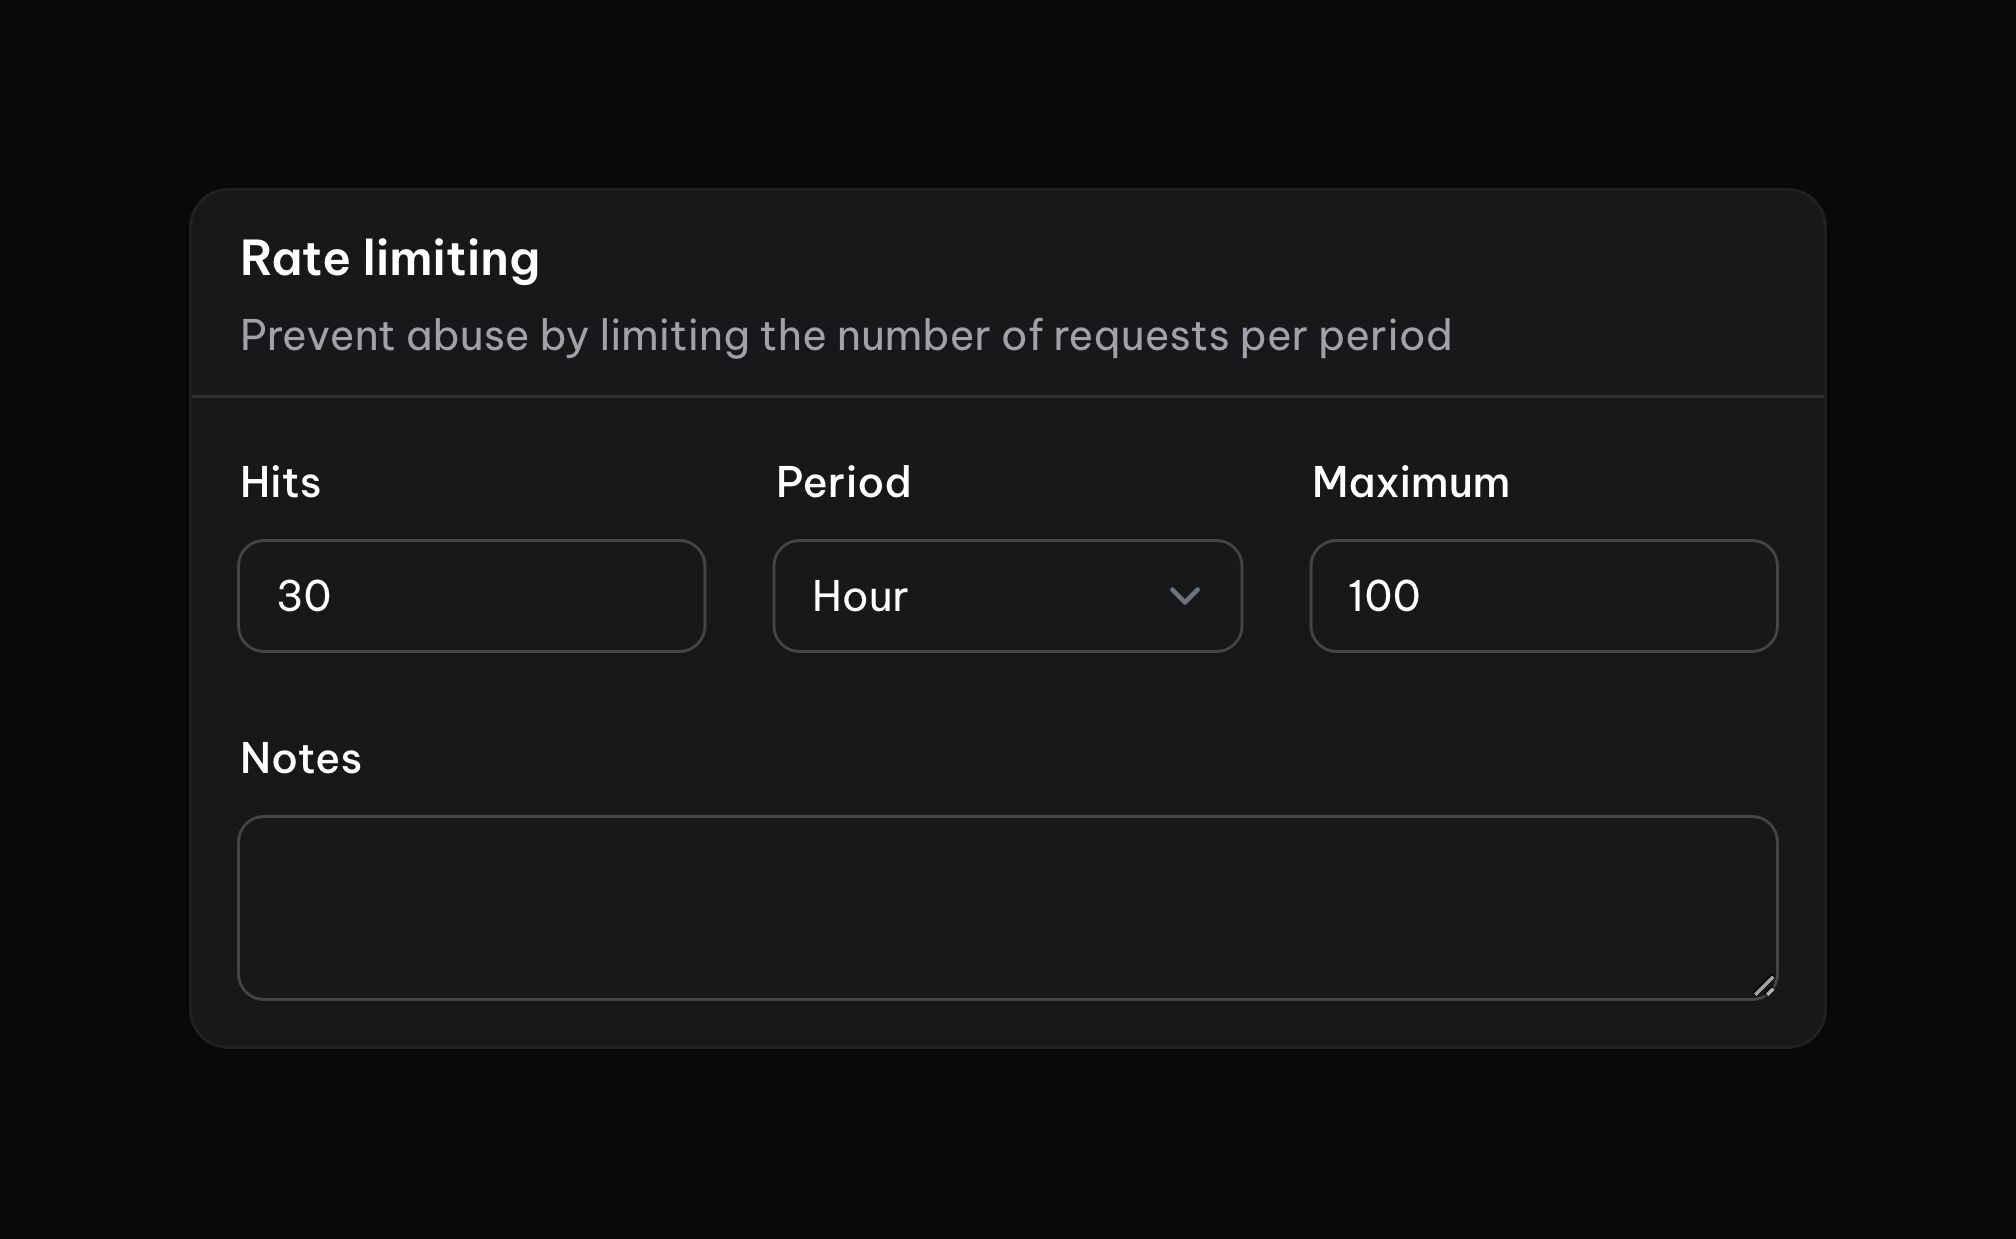 Rate limiting
Prevent abuse by limiting the number of requests per period
Hits
Period
Maximum
30
Hour
100
Notes